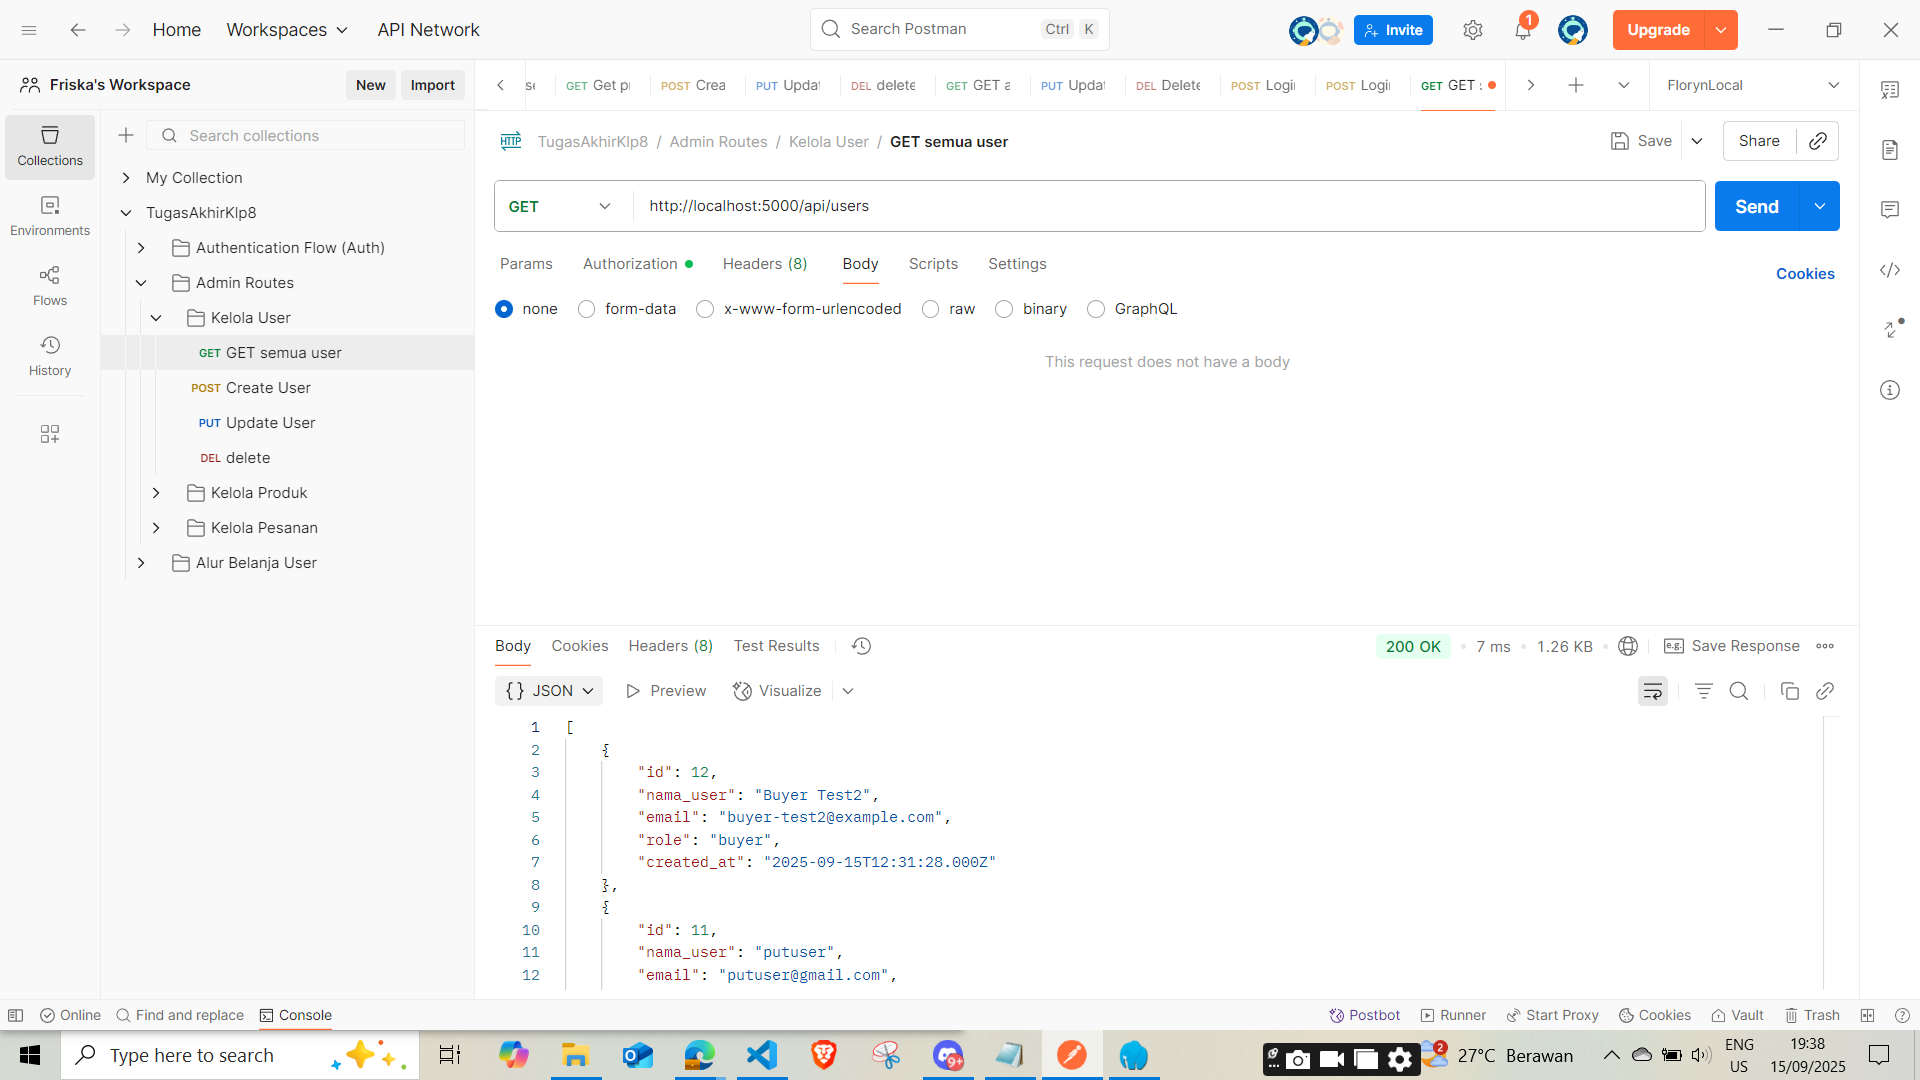 Home
Workspaces
API Network
Search Postman
Ctrl K
Invite
1
Upgrade
Friska's Workspace
New
Import
GET Get p
POST Crea
PUT Updat
DEL delete
GET GET a
PUT Updat
DEL Delete
POST Logi
POST Logi
GET GET s
FlorynLocal
Collections
Environments
Flows
History
Search collections
My Collection
TugasAkhirKlp8
Authentication Flow (Auth)
Admin Routes
Kelola User
GET GET semua user
POST Create User
PUT Update User
DEL delete
Kelola Produk
Kelola Pesanan
Alur Belanja User
HTTP TugasAkhirKlp8 / Admin Routes / Kelola User / GET semua user
Save
Share
GET
http://localhost:5000/api/users
Send
Params
Authorization
Headers (8)
Body
Scripts
Settings
Cookies
none
form-data
x-www-form-urlencoded
raw
binary
GraphQL
This request does not have a body
Body
Cookies
Headers (8)
Test Results
200 OK
7 ms
1.26 KB
e.g.
Save Response
{} JSON
Preview
Visualize
1 [
2 {
3 "id": 12,
4 "nama_user": "Buyer Test2",
5 "email": "buyer-test2@example.com",
6 "role": "buyer",
7 "created_at": "2025-09-15T12:31:28.000Z"
8 },
9 {
10 "id": 11,
11 "nama_user": "putuser",
12 "email": "putuser@gmail.com",
Online
Find and replace
Console
Postbot
Runner
Start Proxy
Cookies
Vault
Trash
Type here to search
9+
2
27°C Berawan
ENG
US
19:38
15/09/2025